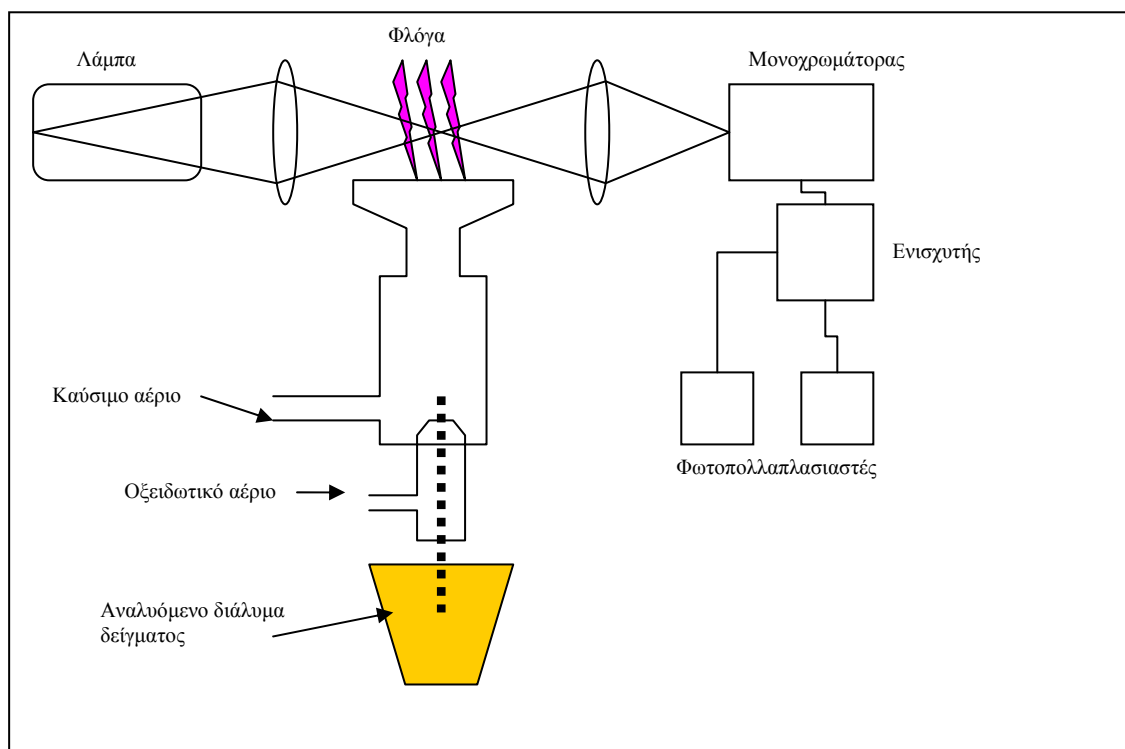 Φλόγα
Λάμπα
Μονοχρωμάτορας
Ενισχυτής
Καύσιμο αέριο
Φωτοπολλαπλασιαστές
Οξειδωτικό αέριο
Αναλυόμενο διάλυμα
δείγματος